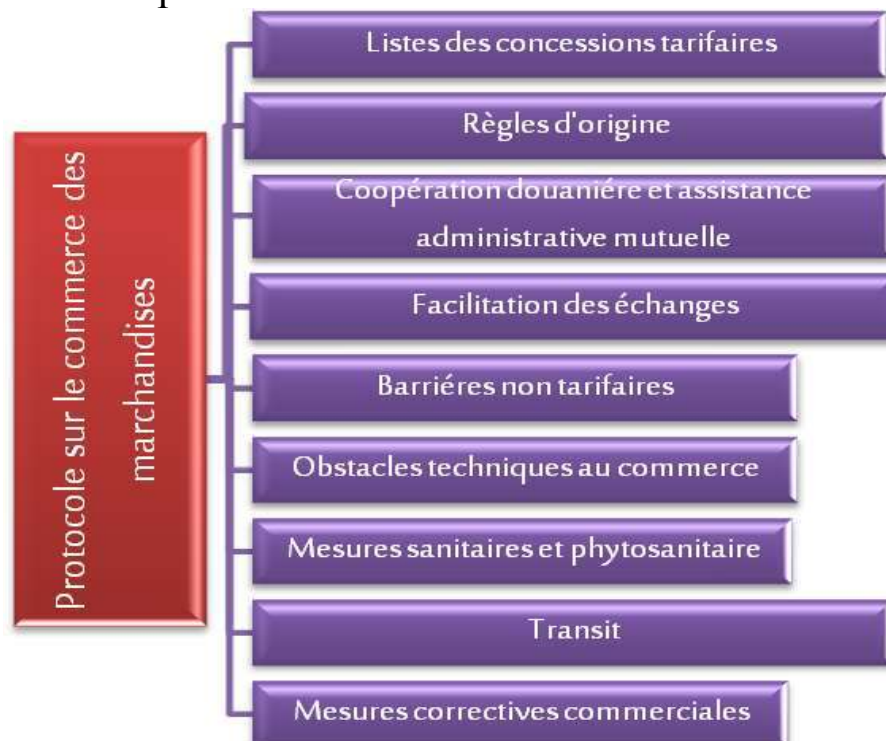 Protocole sur le commerce des
marchandises
Listes des concessions tarifaires
Règles d'origine
Coopération douaniére et assistance
administrative mutuelle
Facilitation des échanges
Barriéres non tarifaires
Obstacles techniques au commerce
Mesures sanitaires et phytosanitaire
Transit
Mesures correctives commerciales